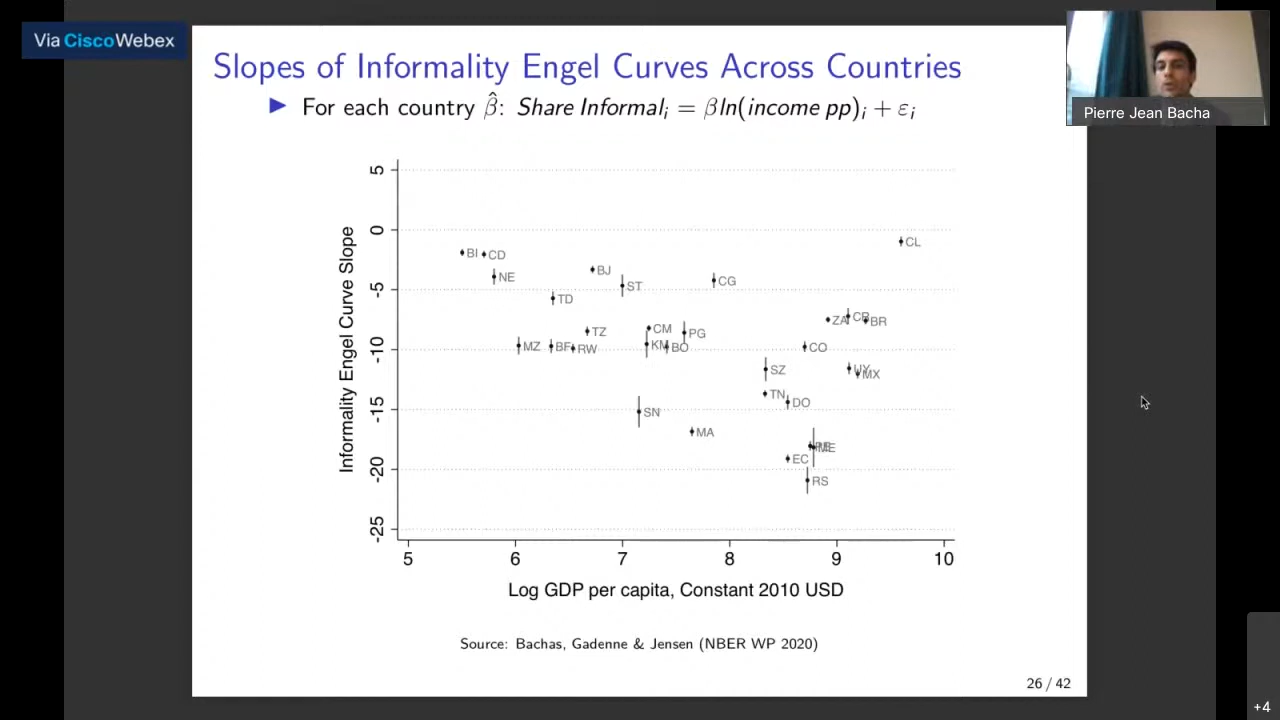 Via Cisco Webex
Slopes of Informality Engel Curves Across Countries
Pierre Jean Bacha
▶ For each country β̂: Share Informalᵢ = βln(income pp)ᵢ + εᵢ
Informality Engel Curve Slope
5
0
-5
-10
-15
-20
-25
BI
CD
NE
MZ
TD
BF
RW
TZ
BJ
ST
SN
KM
CM
BO
PG
MA
CG
SZ
TN
DO
EC
RS
ME
CO
ZA
CR
BR
UY
MX
CL
5 6 7 8 9 10
Log GDP per capita, Constant 2010 USD
Source: Bachas, Gadenne & Jensen (NBER WP 2020)
26 / 42
+4